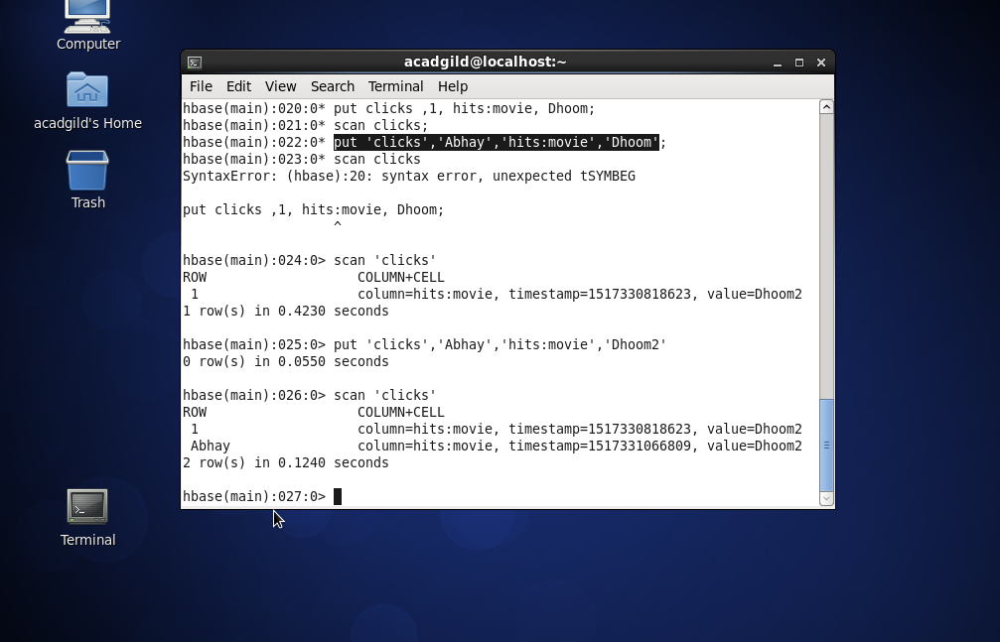 Computer
acadgild's Home
Trash
Terminal
acadgild@localhost:~
File Edit View Search Terminal Help
hbase(main):020:0* put clicks ,1, hits:movie, Dhoom;
hbase(main):021:0* scan clicks;
hbase(main):022:0* put 'clicks','Abhay','hits:movie','Dhoom';
hbase(main):023:0* scan clicks
SyntaxError: (hbase):20: syntax error, unexpected tSYMBEG
put clicks ,1, hits:movie, Dhoom;
^
hbase(main):024:0> scan 'clicks'
ROW COLUMN+CELL
1 column=hits:movie, timestamp=1517330818623, value=Dhoom2
1 row(s) in 0.4230 seconds
hbase(main):025:0> put 'clicks','Abhay','hits:movie','Dhoom2'
0 row(s) in 0.0550 seconds
hbase(main):026:0> scan 'clicks'
ROW COLUMN+CELL
1 column=hits:movie, timestamp=1517330818623, value=Dhoom2
Abhay column=hits:movie, timestamp=1517331066809, value=Dhoom2
2 row(s) in 0.1240 seconds
hbase(main):027:0>